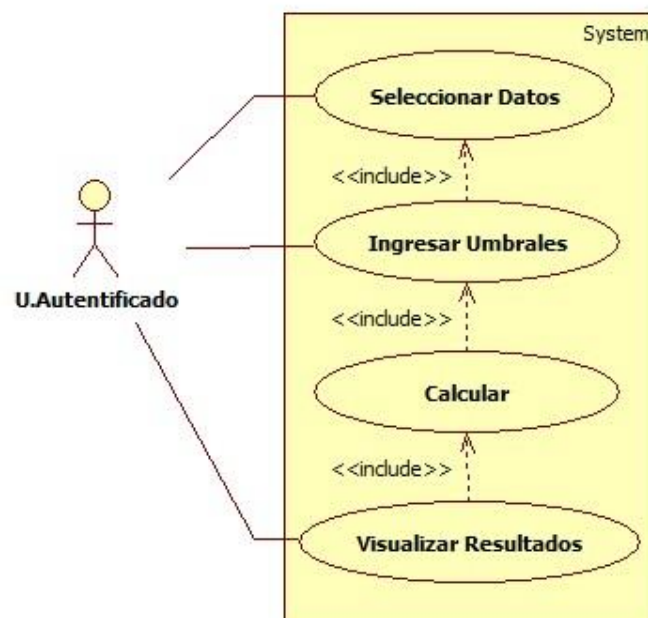 System
Seleccionar Datos
<<include>>
Ingresar Umbrales
U.Autentificado
<<include>>
Calcular
<<include>>
Visualizar Resultados